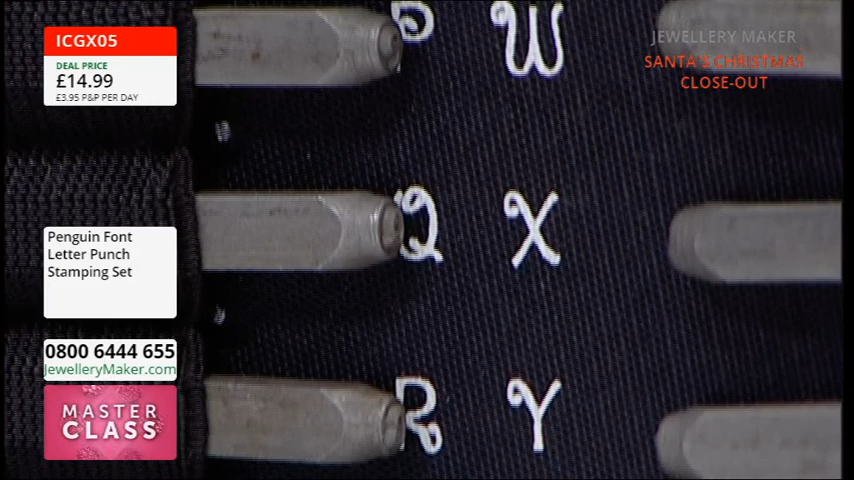 ICGX05
DEAL PRICE
£14.99
£3.95 P&P PER DAY
Penguin Font
Letter Punch
Stamping Set
0800 6444 655
JewelleryMaker.com
MASTER
CLASS
JEWELLERY MAKER
SANTA'S CHRISTMAS
CLOSE-OUT
P W
Q X
R Y